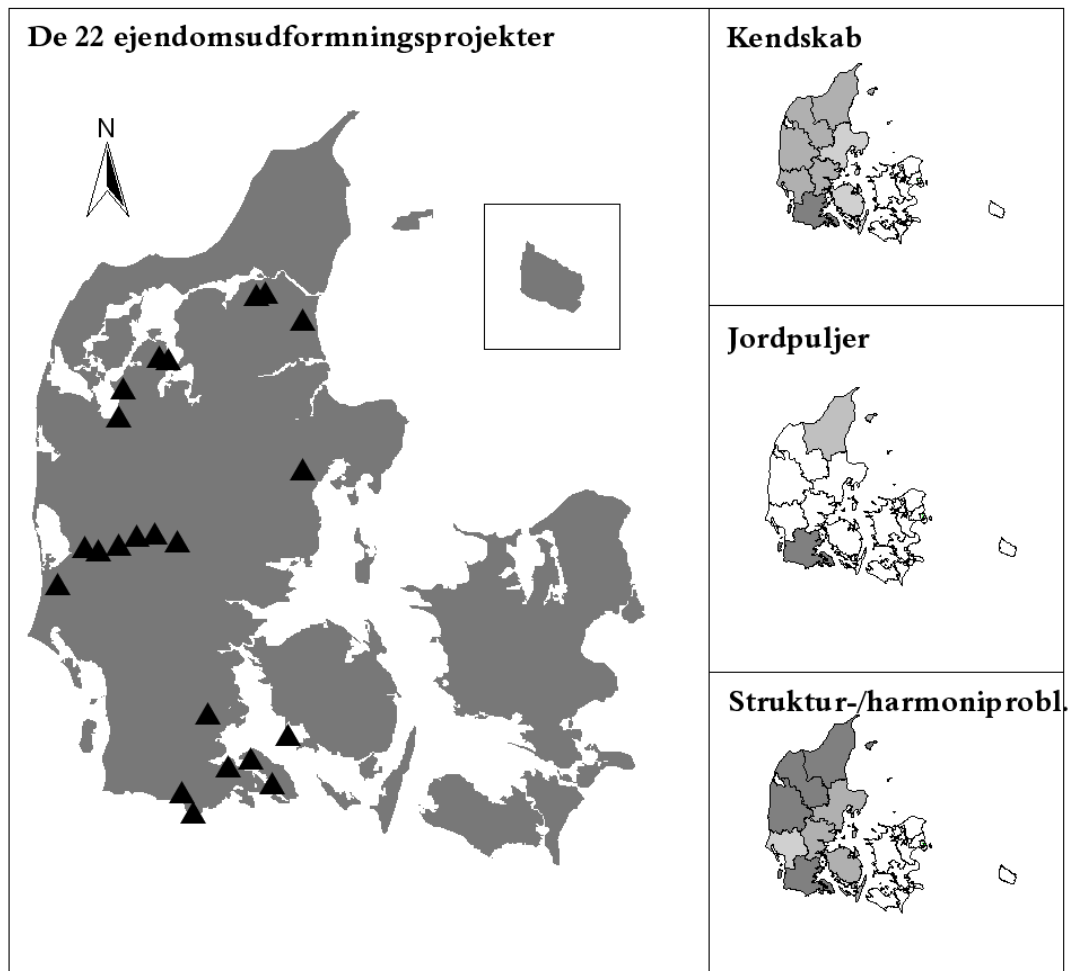 De 22 ejendomsudformningsprojekter
N
Kendskab
Jordpuljer
Struktur-/harmoniprobl.